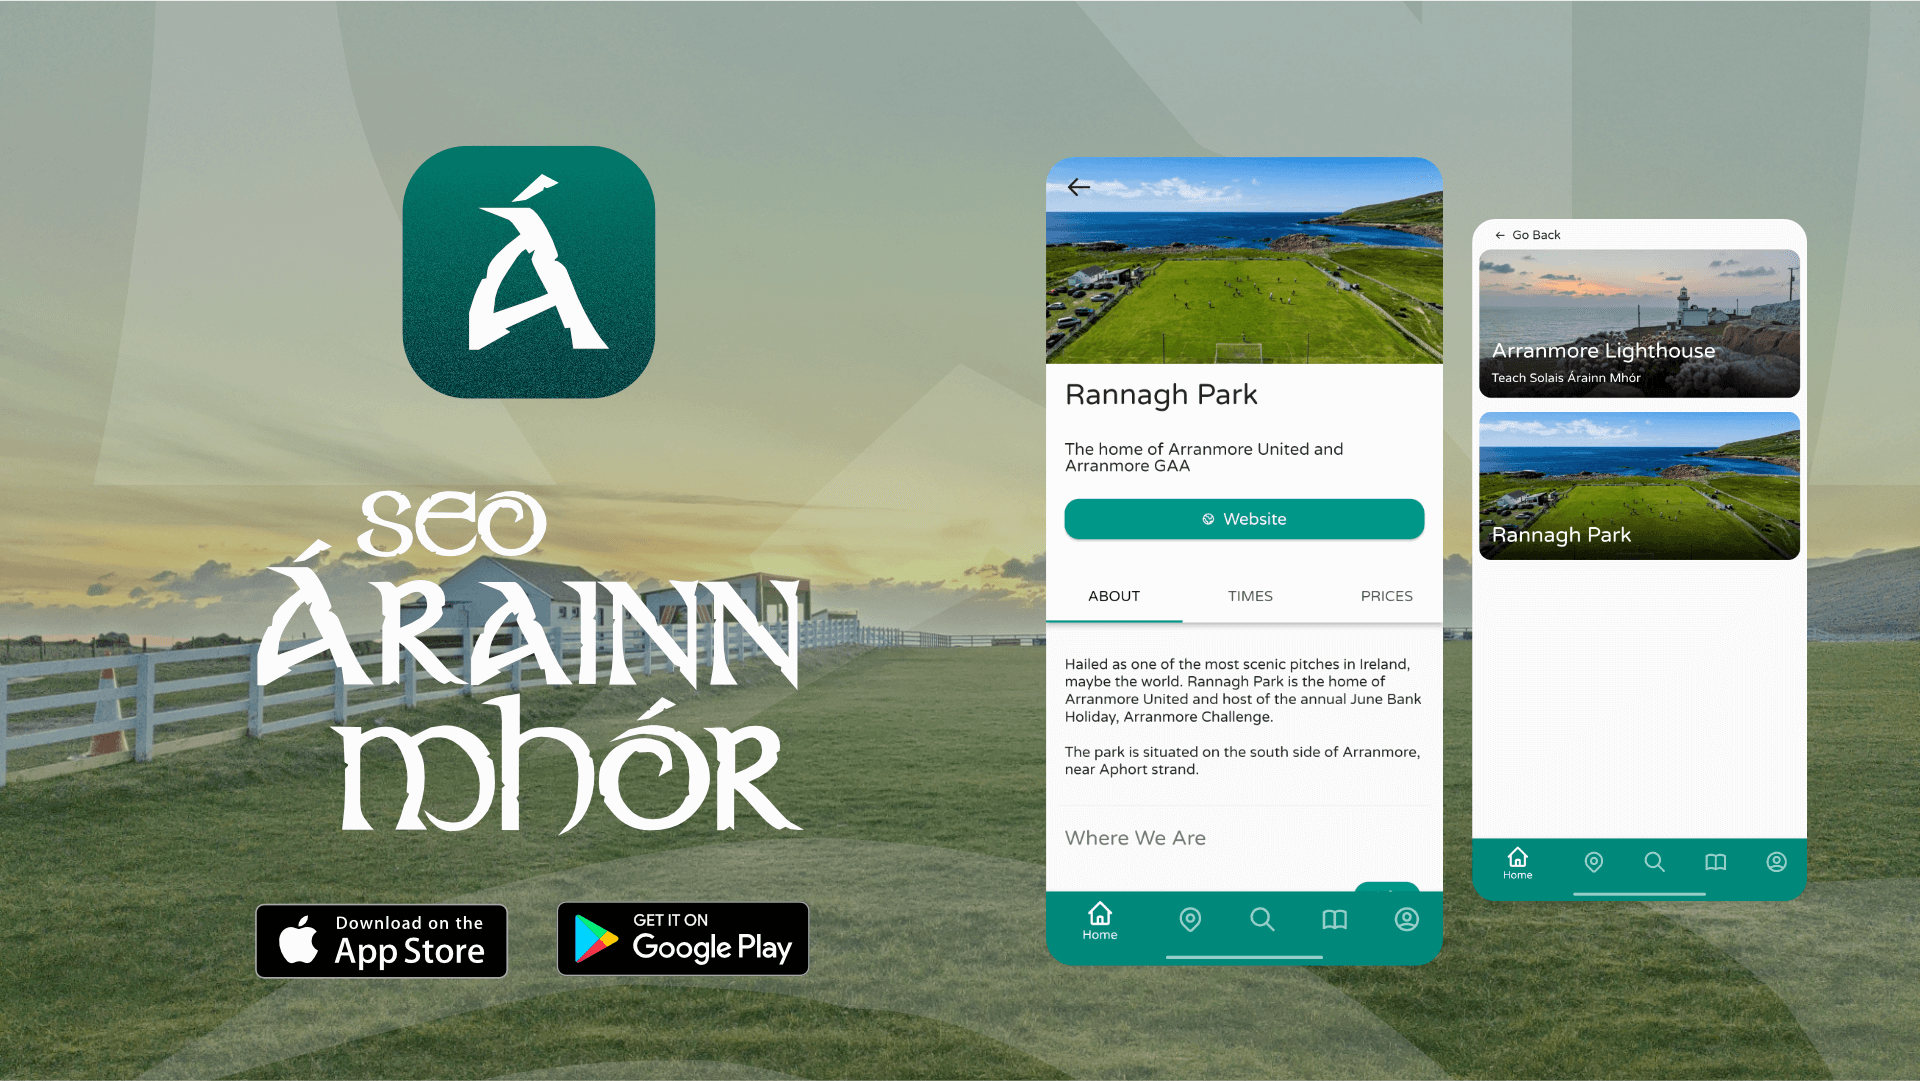 Á
SEO
ÁRAINN
MHÓR
Download on the
App Store
GET IT ON
Google Play
Rannagh Park
The home of Arranmore United and
Arranmore GAA
Website
ABOUT TIMES PRICES
Hailed as one of the most scenic pitches in Ireland,
maybe the world. Rannagh Park is the home of
Arranmore United and host of the annual June Bank
Holiday, Arranmore Challenge.
The park is situated on the south side of Arranmore,
near Aphort strand.
Where We Are
Home
Go Back
Arranmore Lighthouse
Teach Solais Árainn Mhór
Rannagh Park
Home